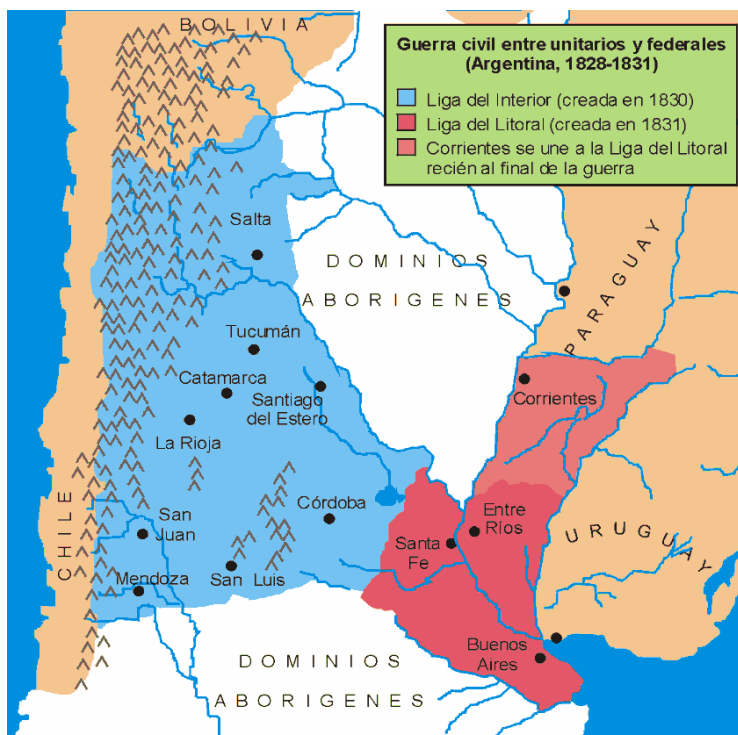 BOLIVIA
Guerra civil entre unitarios y federales
(Argentina, 1828-1831)
Liga del Interior (creada en 1830)
Liga del Litoral (creada en 1831)
Corrientes se une a la Liga del Litoral
recién al final de la guerra
Salta
DOMINIOS
ABORIGENES
PARAGUAY
Tucumán
Catamarca
Santiago
del Estero
La Rioja
Corrientes
CHILE
San
Juan
Córdoba
Entre
Ríos
Santa
Fe
URUGUAY
Mendoza
San Luis
Buenos
Aires
DOMINIOS
ABORIGENES